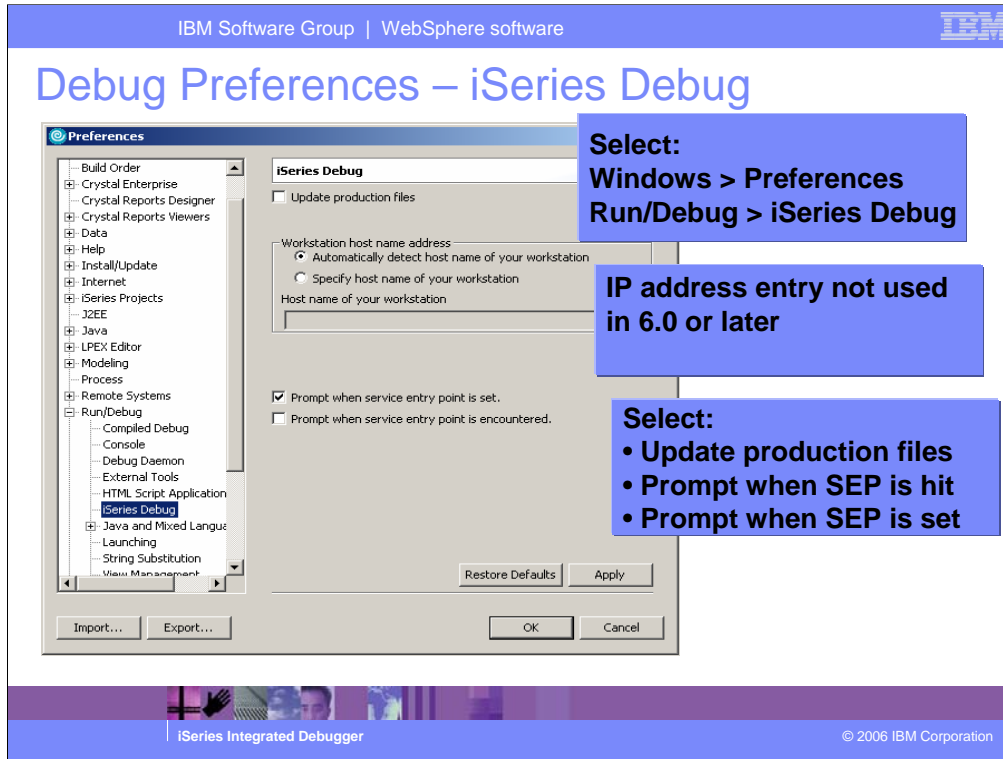 IBM Software Group | WebSphere software
IBM
Debug Preferences – iSeries Debug
Preferences
Build Order
Crystal Enterprise
Crystal Reports Designer
Crystal Reports Viewers
Data
Help
Install/Update
Internet
iSeries Projects
J2EE
Java
LPEX Editor
Modeling
Process
Remote Systems
Run/Debug
Compiled Debug
Console
Debug Daemon
External Tools
HTML Script Application
iSeries Debug
Java and Mixed Langua
Launching
String Substitution
View Management
iSeries Debug
Update production files
Workstation host name address
Automatically detect host name of your workstation
Specify host name of your workstation
Host name of your workstation
Prompt when service entry point is set.
Prompt when service entry point is encountered.
Restore Defaults
Apply
Import...
Export...
OK
Cancel
Select:
Windows > Preferences
Run/Debug > iSeries Debug
IP address entry not used
in 6.0 or later
Select:
• Update production files
• Prompt when SEP is hit
• Prompt when SEP is set
iSeries Integrated Debugger
© 2006 IBM Corporation